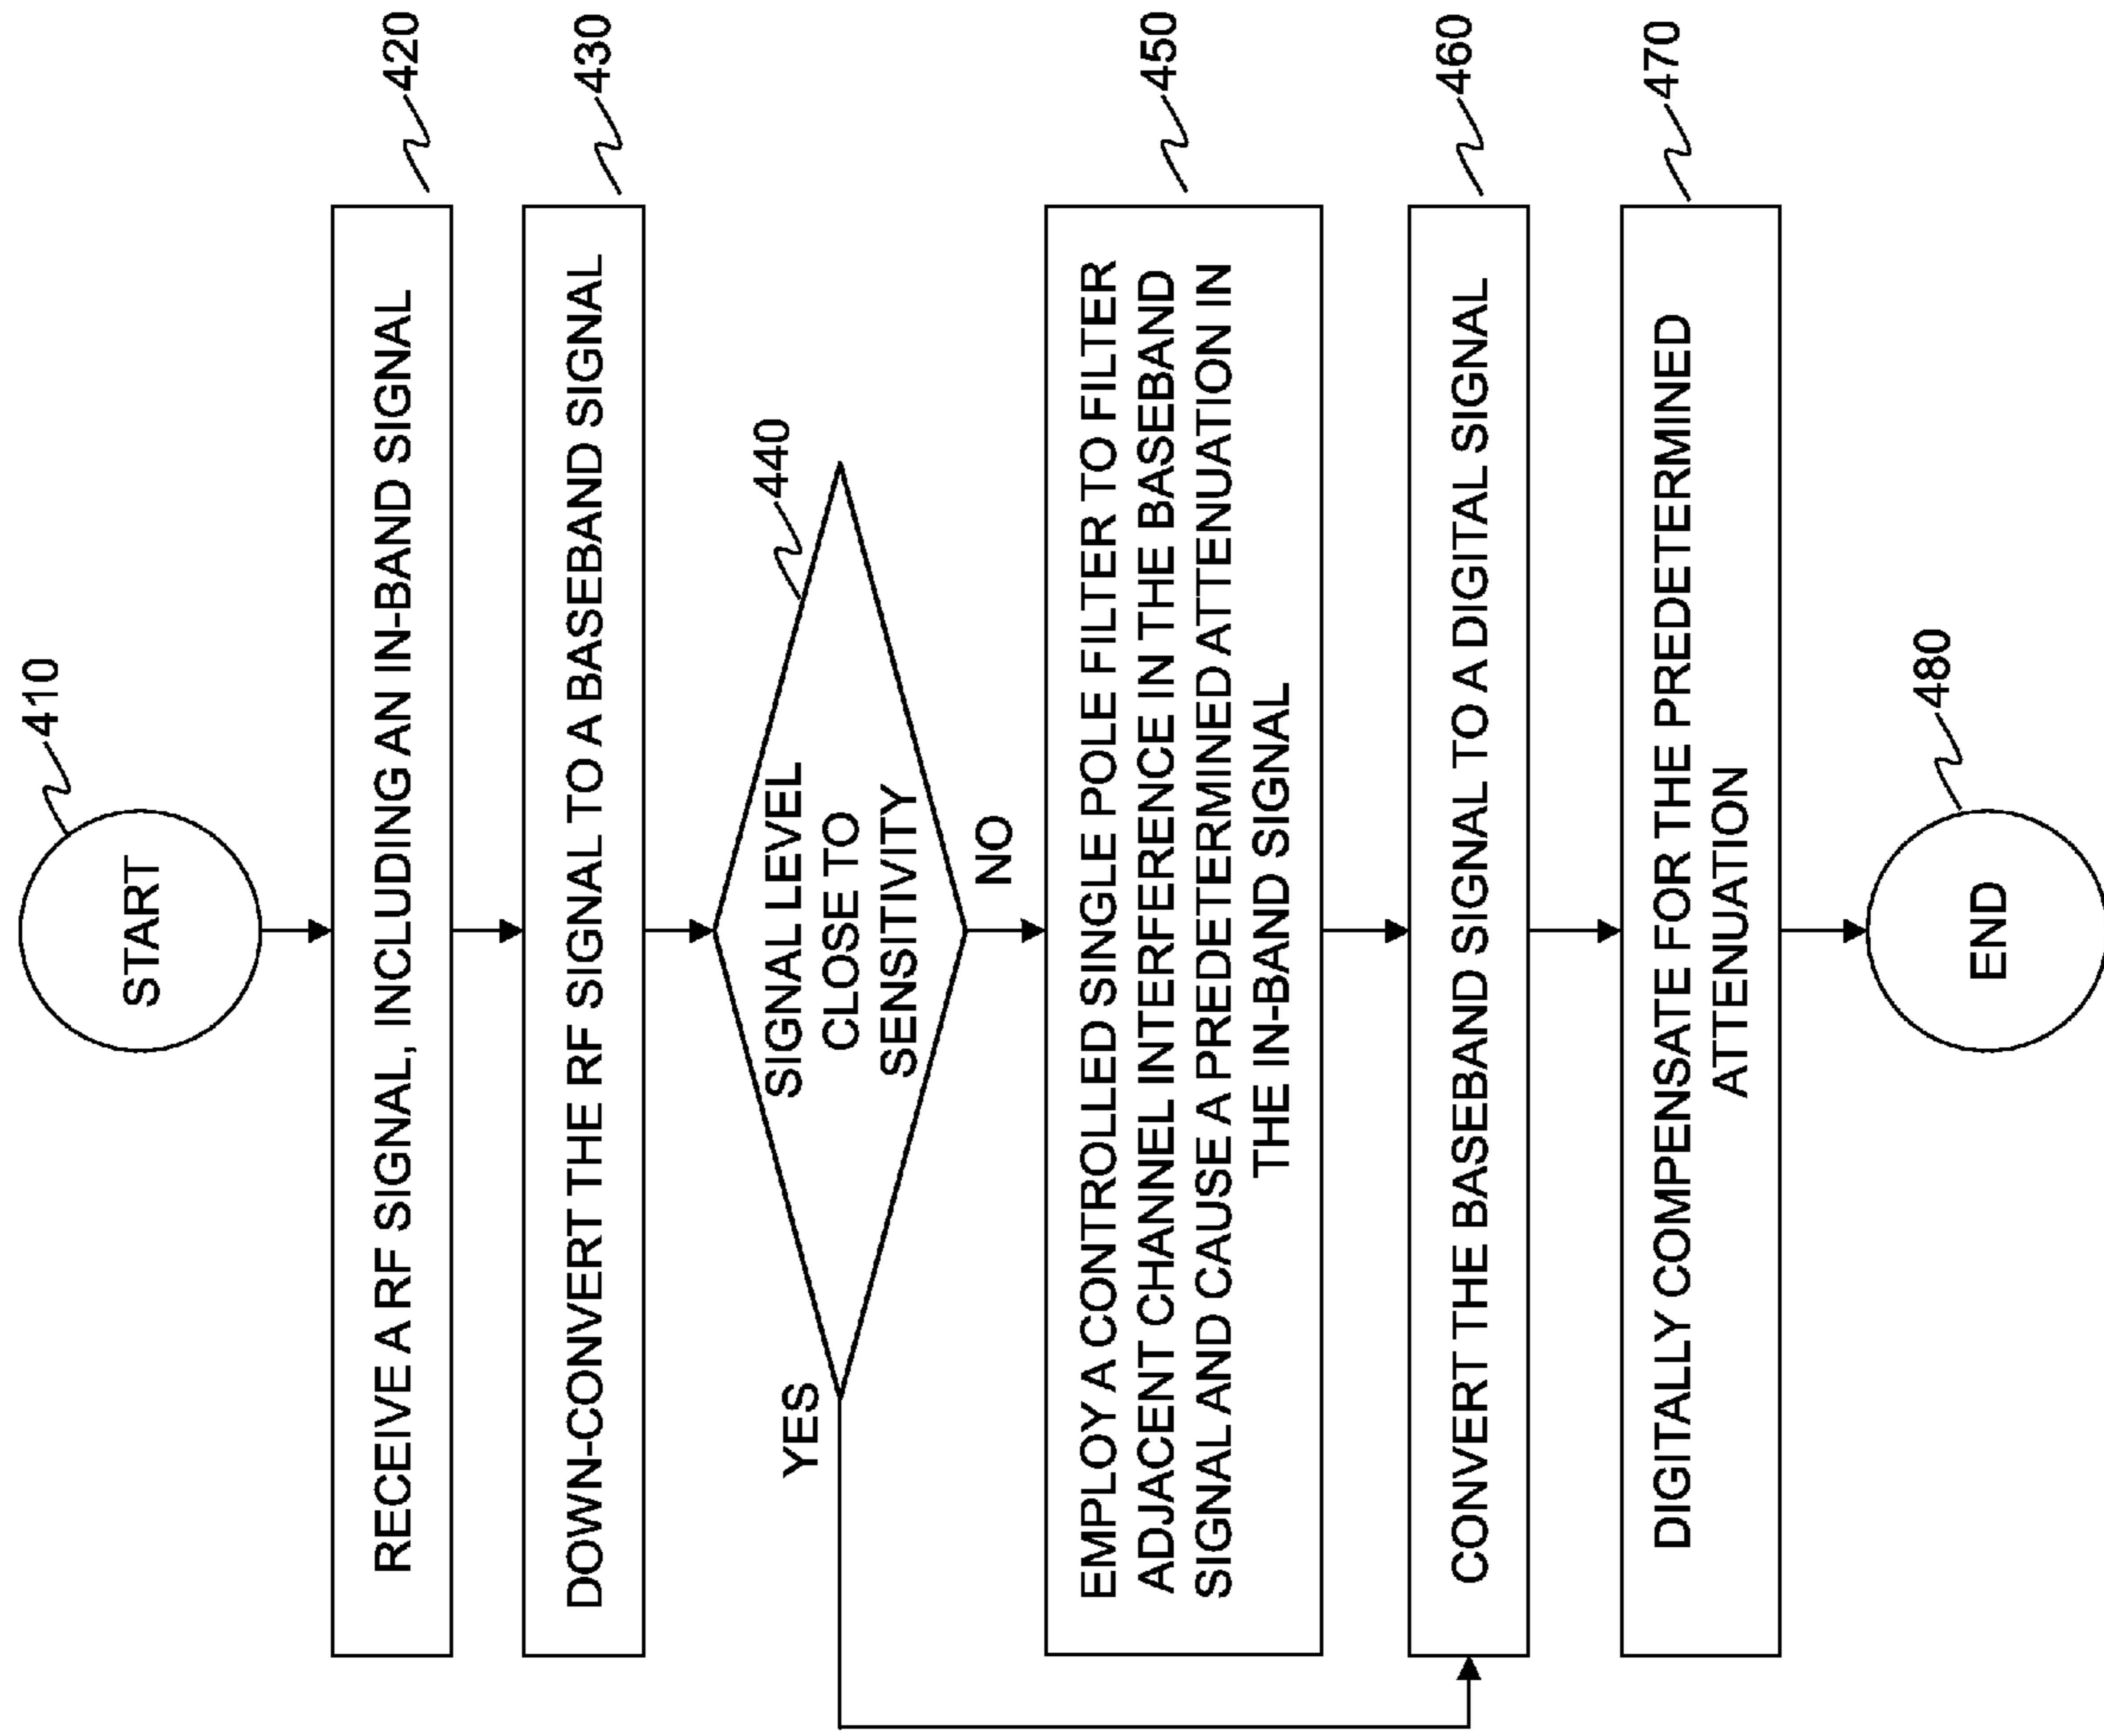 410
START
RECEIVE A RF SIGNAL, INCLUDING AN IN-BAND SIGNAL
420
DOWN-CONVERT THE RF SIGNAL TO A BASEBAND SIGNAL
430
440
SIGNAL LEVEL
CLOSE TO
SENSITIVITY
YES
NO
EMPLOY A CONTROLLED SINGLE POLE FILTER TO FILTER
ADJACENT CHANNEL INTERFERENCE IN THE BASEBAND
SIGNAL AND CAUSE A PREDETERMINED ATTENUATION IN
THE IN-BAND SIGNAL
450
CONVERT THE BASEBAND SIGNAL TO A DIGITAL SIGNAL
460
DIGITALLY COMPENSATE FOR THE PREDETERMINED
ATTENUATION
470
480
END